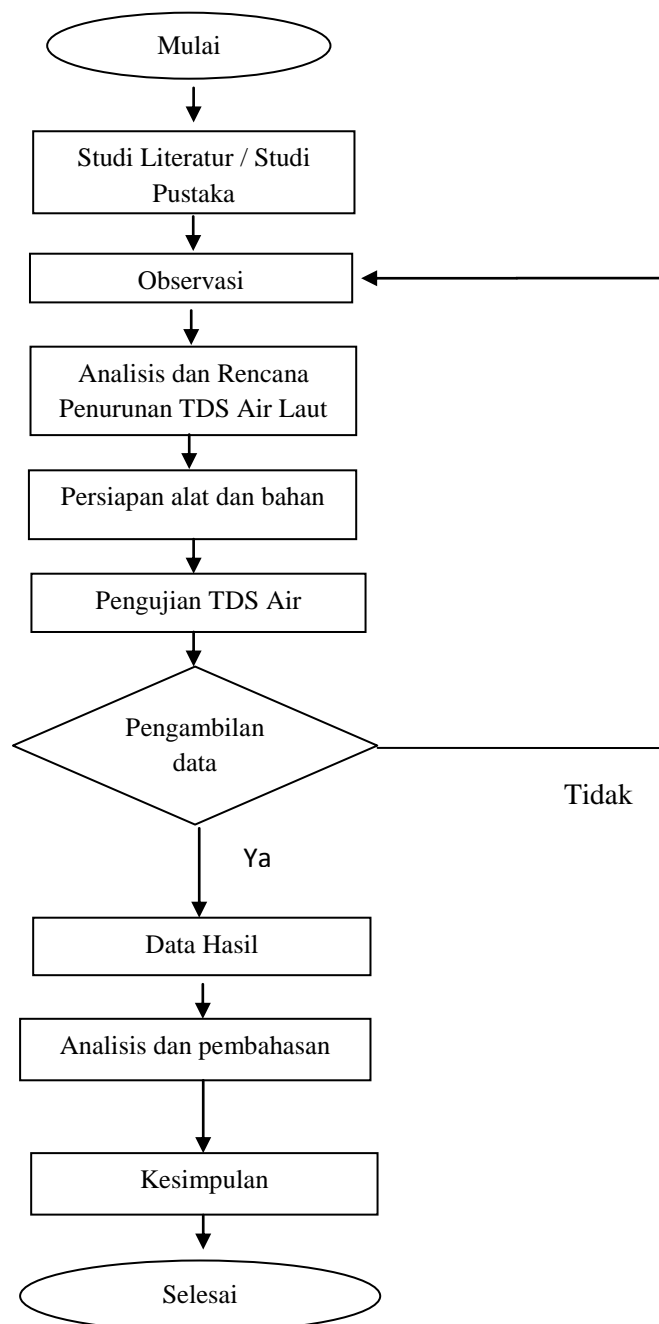 Mulai
Studi Literatur / Studi
Pustaka
Observasi
Analisis dan Rencana
Penurunan TDS Air Laut
Persiapan alat dan bahan
Pengujian TDS Air
Pengambilan
data
Tidak
Ya
Data Hasil
Analisis dan pembahasan
Kesimpulan
Selesai